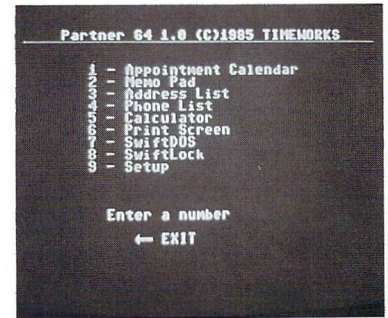 Partner 64 1.0 (C)1985 TIMEWORKS
1 - Appointment Calendar
2 - Memo Pad
3 - Address List
4 - Phone List
5 - Calculator
6 - Print Screen
7 - SwiftDOS
8 - SwiftLock
9 - Setup
Enter a number
← EXIT